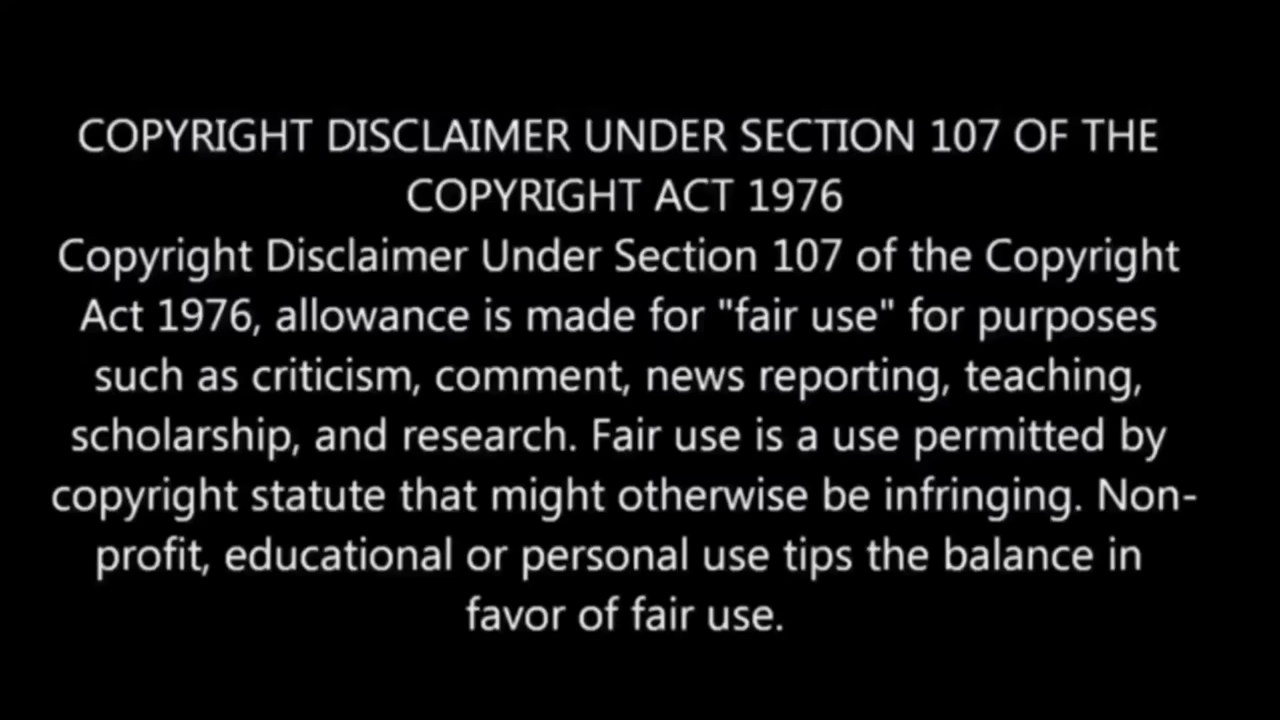 COPYRIGHT DISCLAIMER UNDER SECTION 107 OF THE
COPYRIGHT ACT 1976
Copyright Disclaimer Under Section 107 of the Copyright
Act 1976, allowance is made for "fair use" for purposes
such as criticism, comment, news reporting, teaching,
scholarship, and research. Fair use is a use permitted by
copyright statute that might otherwise be infringing. Non-
profit, educational or personal use tips the balance in
favor of fair use.